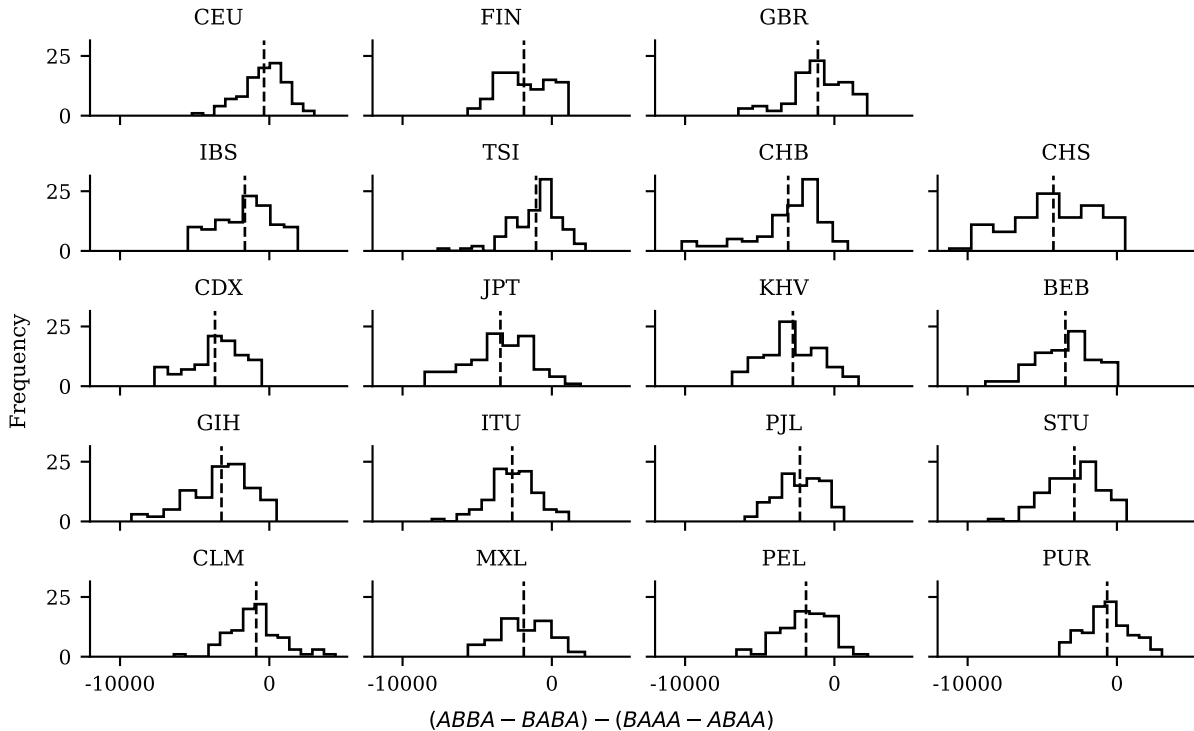 CEU FIN GBR
25
0
IBS TSI CHB CHS
25
0
CDX JPT KHV BEB
25
0
Frequency
GIH ITU PJL STU
25
0
CLM MXL PEL PUR
25
0
-10000 0 -10000 0 -10000 0 -10000 0
(ABBA − BABA) − (BAAA − ABAA)